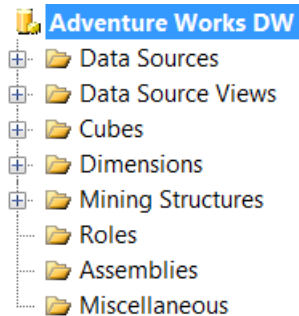 Adventure Works DW
Data Sources
Data Source Views
Cubes
Dimensions
Mining Structures
Roles
Assemblies
Miscellaneous